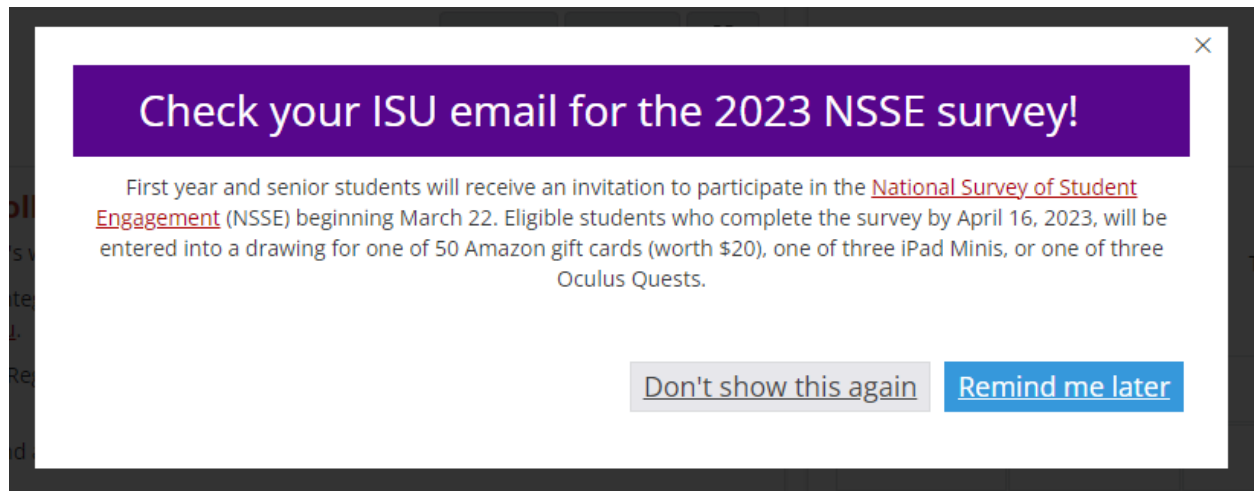 Check your ISU email for the 2023 NSSE survey!
First year and senior students will receive an invitation to participate in the National Survey of Student
Engagement (NSSE) beginning March 22. Eligible students who complete the survey by April 16, 2023, will be
entered into a drawing for one of 50 Amazon gift cards (worth $20), one of three iPad Minis, or one of three
Oculus Quests.
Don't show this again
Remind me later